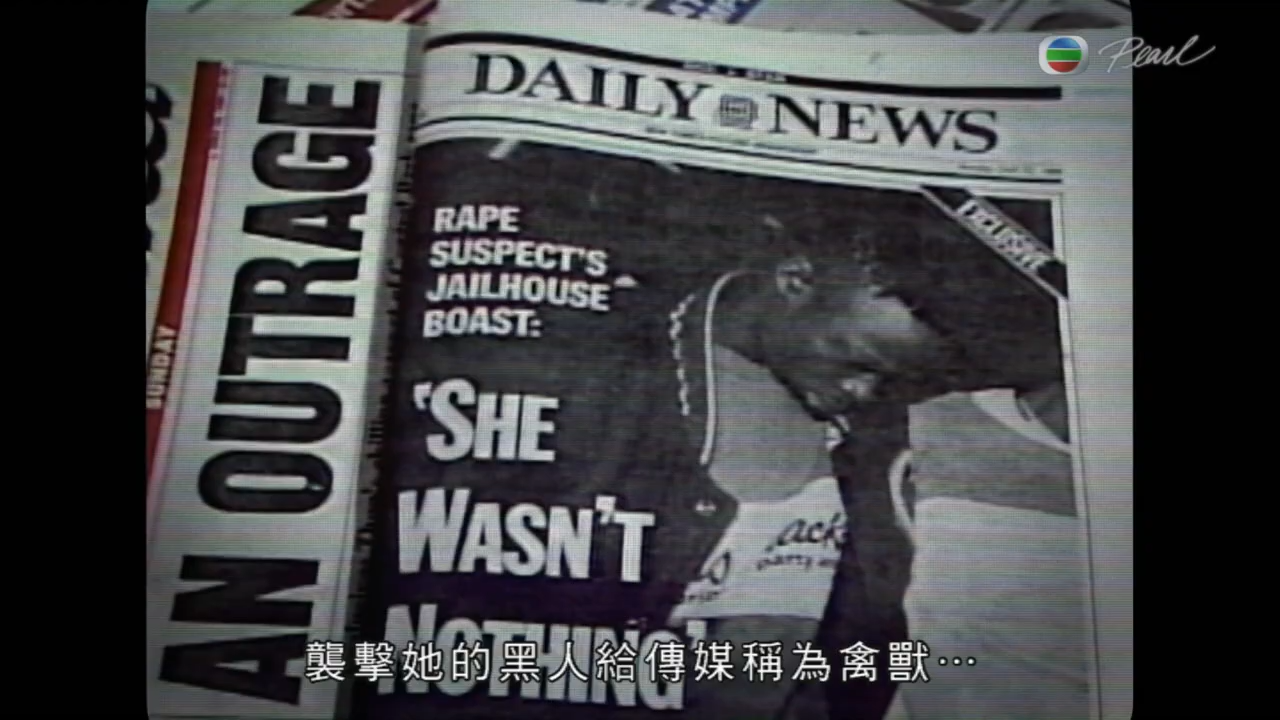 Pearl
DAILY NEWS
EXCLUSIVE
AN OUTRAGE
SUNDAY
RAPE
SUSPECT'S
JAILHOUSE
BOAST:
'SHE
WASN'T
NOTHING'
襲擊她的黑人給傳媒稱為禽獸…